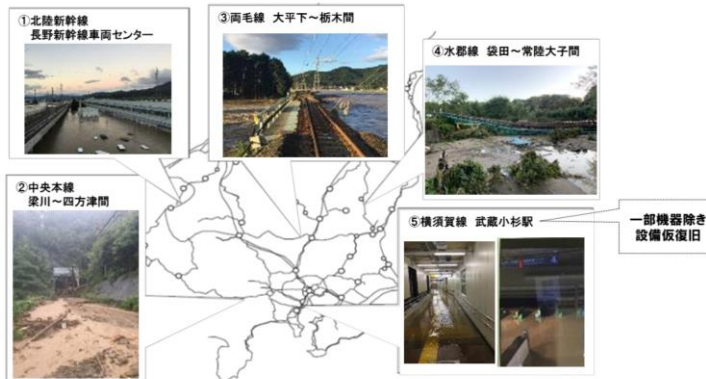 ①北陸新幹線
長野新幹線車両センター
②中央本線
梁川～四方津間
③両毛線 大平下～栃木間
④水郡線 袋田～常陸大子間
⑤横須賀線 武蔵小杉駅
一部機器除き
設備仮復旧